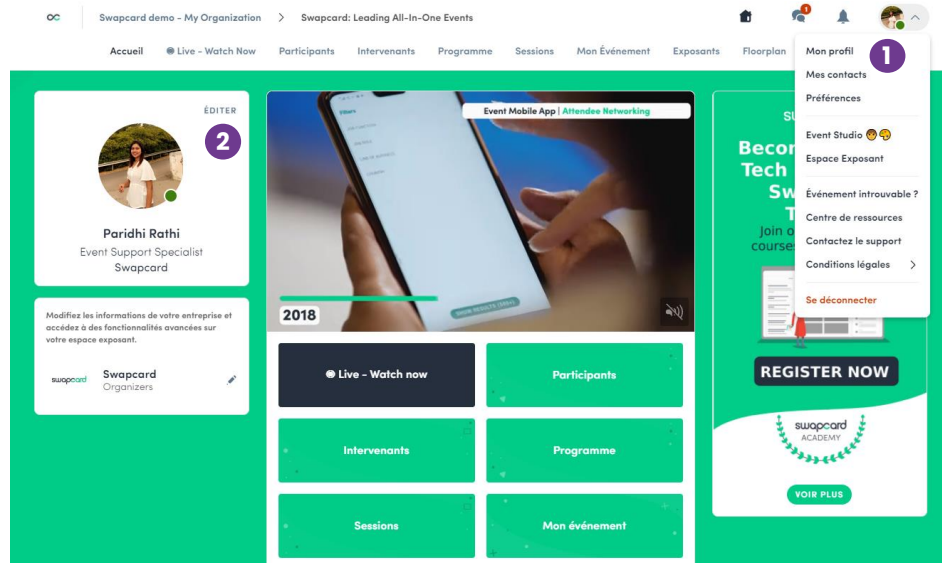 Swapcard demo - My Organization > Swapcard: Leading All-In-One Events
1
Accueil Live - Watch Now Participants Intervenants Programme Sessions Mon Événement Exposants Floorplan
Mon profil
1
Mes contacts
Préférences
Event Studio
Espace Exposant
Événement introuvable ?
Centre de ressources
Contactez le support
Conditions légales >
Se déconnecter
ÉDITER
2
Paridhi Rathi
Event Support Specialist
Swapcard
Modifiez les informations de votre entreprise et
accédez à des fonctionnalités avancées sur
votre espace exposant.
swapcard
Swapcard
Organizers
Event Mobile App | Attendee Networking
Filters
2018
Live - Watch now
Participants
Intervenants
Programme
Sessions
Mon événement
Tech
Join
REGISTER NOW
swapcard
ACADEMY
VOIR PLUS